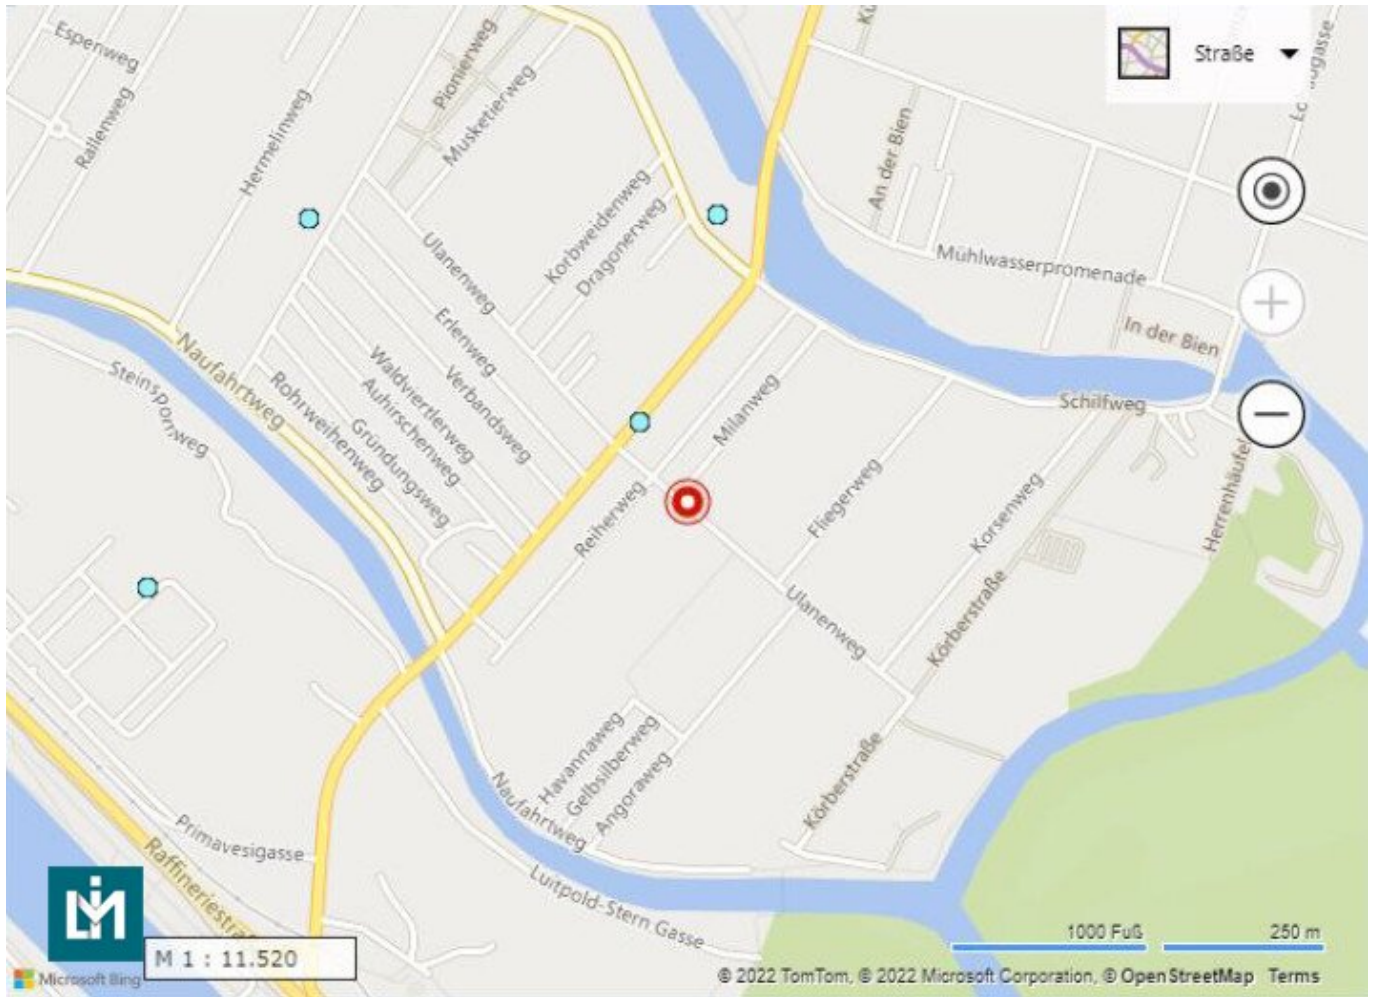 Straße
Espenweg
Rallenweg
Hermelinweg
Pionierweg
Musketierweg
An der Bien
Korbweidenweg
Dragonerweg
Ulanenweg
Mühlwasserpromenade
Erlenweg
In der Bien
Naufahrtweg
Waldviertlerweg
Verbandsweg
Auhirschenweg
Rohrweihenweg
Gründungsweg
Milanweg
Schilfweg
Fliegerweg
Korsenweg
Herrenhäufel
Reiherweg
Ulanenweg
Körberstraße
Havannaweg
Gelbsilberweg
Angoraweg
Körberstraße
Naufahrtweg
Primavesigasse
Luitpold-Stern Gasse
LIM
M 1 : 11.520
1000 Fuß
250 m
Microsoft Bing
© 2022 TomTom, © 2022 Microsoft Corporation, © OpenStreetMap Terms